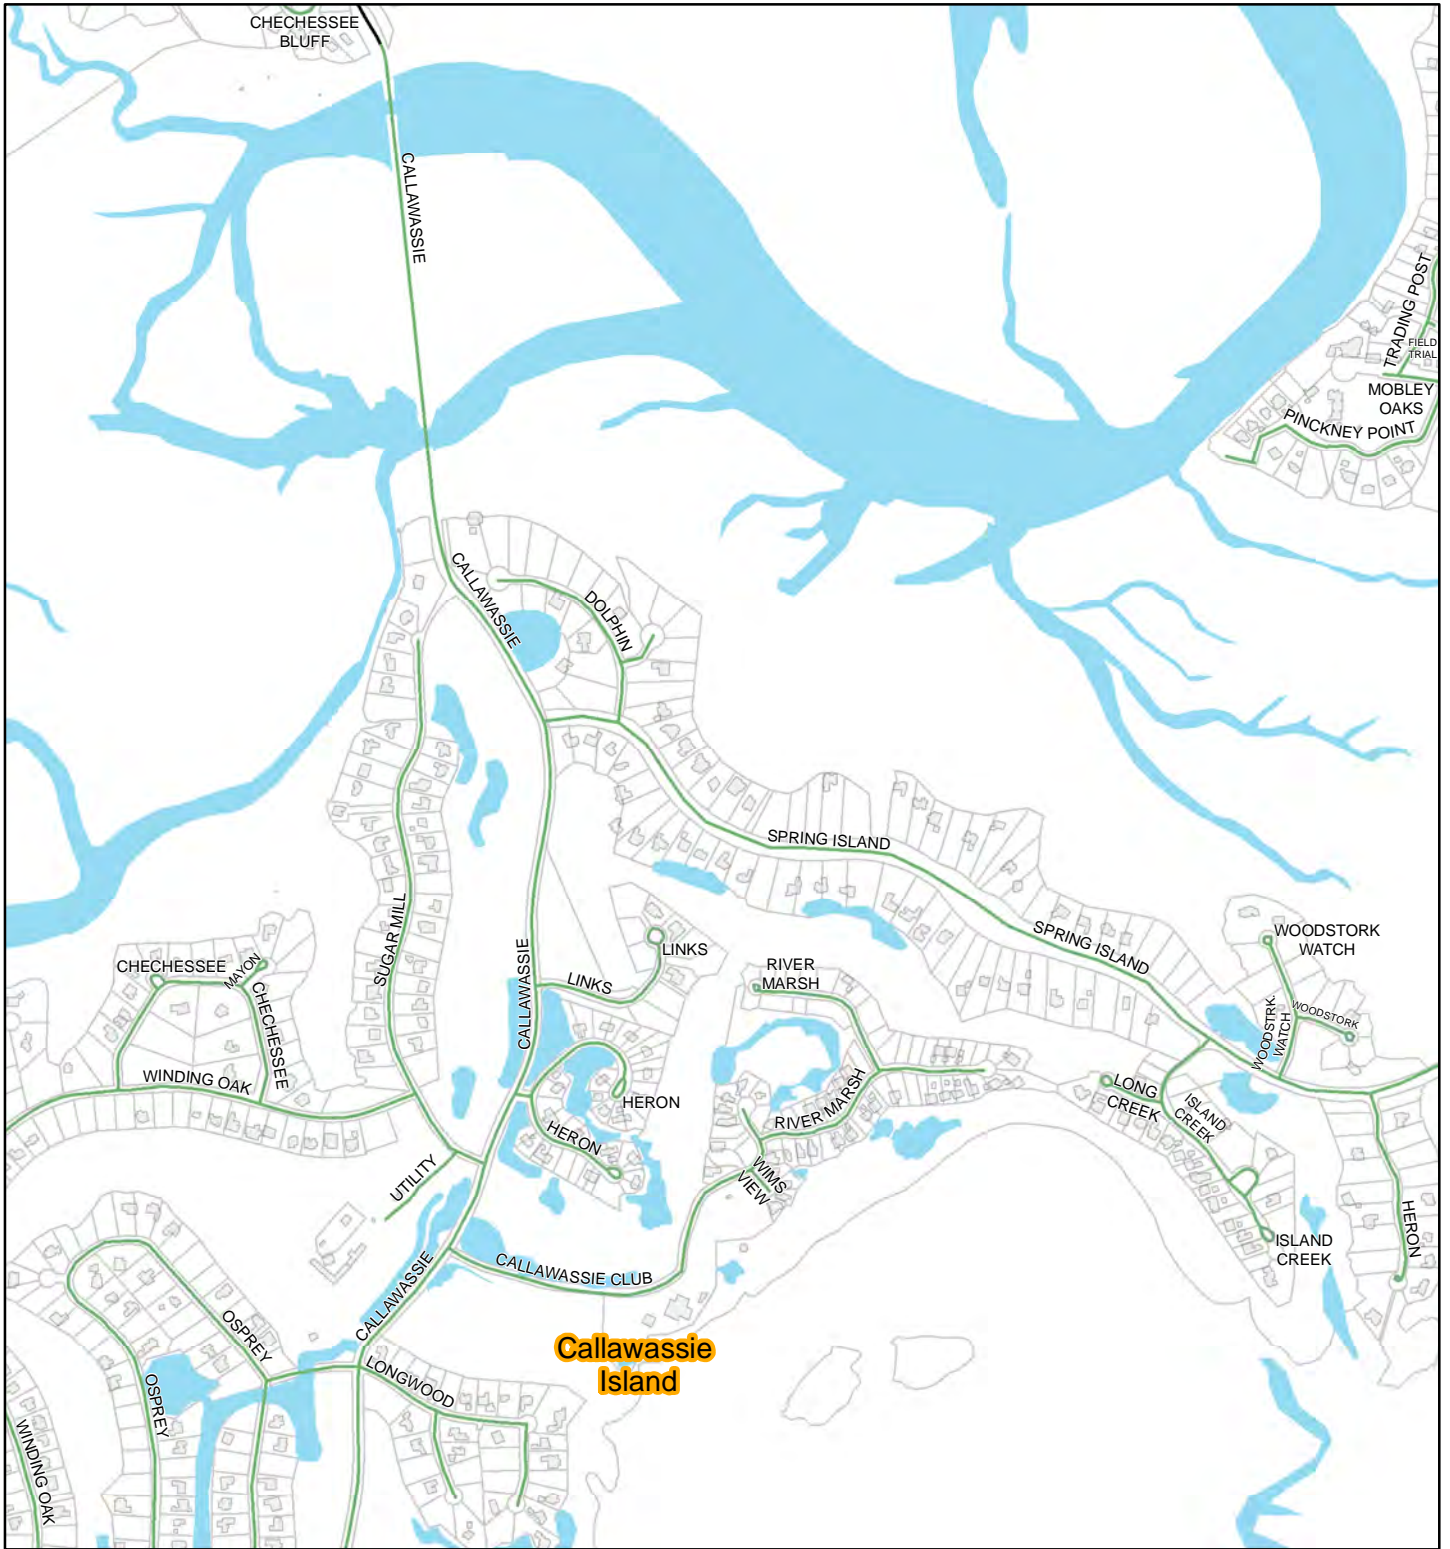 CHECHESSEE
BLUFF
CALLAWASSIE
TRADING POST
FIELD
TRIAL
MOBLEY
OAKS
PINCKNEY POINT
CALLAWASSIE
DOLPHIN
SPRING ISLAND
SUGAR MILL
SPRING ISLAND
WOODSTORK
WATCH
CHECHESSEE
MAYON
CHECHESSEE
CALLAWASSIE
LINKS
LINKS
RIVER
MARSH
WOODSTRK-
WATCH
WOODSTORK
WINDING OAK
HERON
HERON
RIVER MARSH
LONG
CREEK
ISLAND
CREEK
UTILITY
WIMS
VIEW
HERON
ISLAND
CREEK
CALLAWASSIE
CALLAWASSIE CLUB
OSPREY
OSPREY
LONGWOOD
Callawassie
Island
WINDING OAK